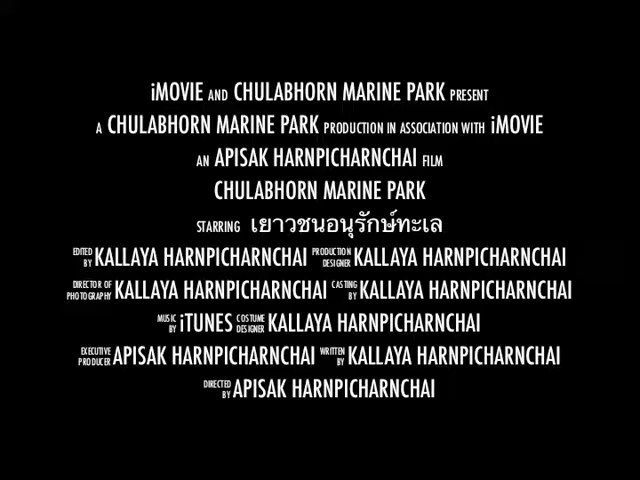 iMOVIE AND CHULABHORN MARINE PARK PRESENT
A CHULABHORN MARINE PARK PRODUCTION IN ASSOCIATION WITH iMOVIE
AN APISAK HARNPICHARNCHAI FILM
CHULABHORN MARINE PARK
STARRING เยาวชนอนุรักษ์ทะเล
EDITED BY KALLAYA HARNPICHARNCHAI PRODUCTION DESIGNER KALLAYA HARNPICHARNCHAI
DIRECTOR OF PHOTOGRAPHY KALLAYA HARNPICHARNCHAI CASTING BY KALLAYA HARNPICHARNCHAI
MUSIC BY iTUNES COSTUME DESIGNER KALLAYA HARNPICHARNCHAI
EXECUTIVE PRODUCER APISAK HARNPICHARNCHAI WRITTEN BY KALLAYA HARNPICHARNCHAI
DIRECTED BY APISAK HARNPICHARNCHAI